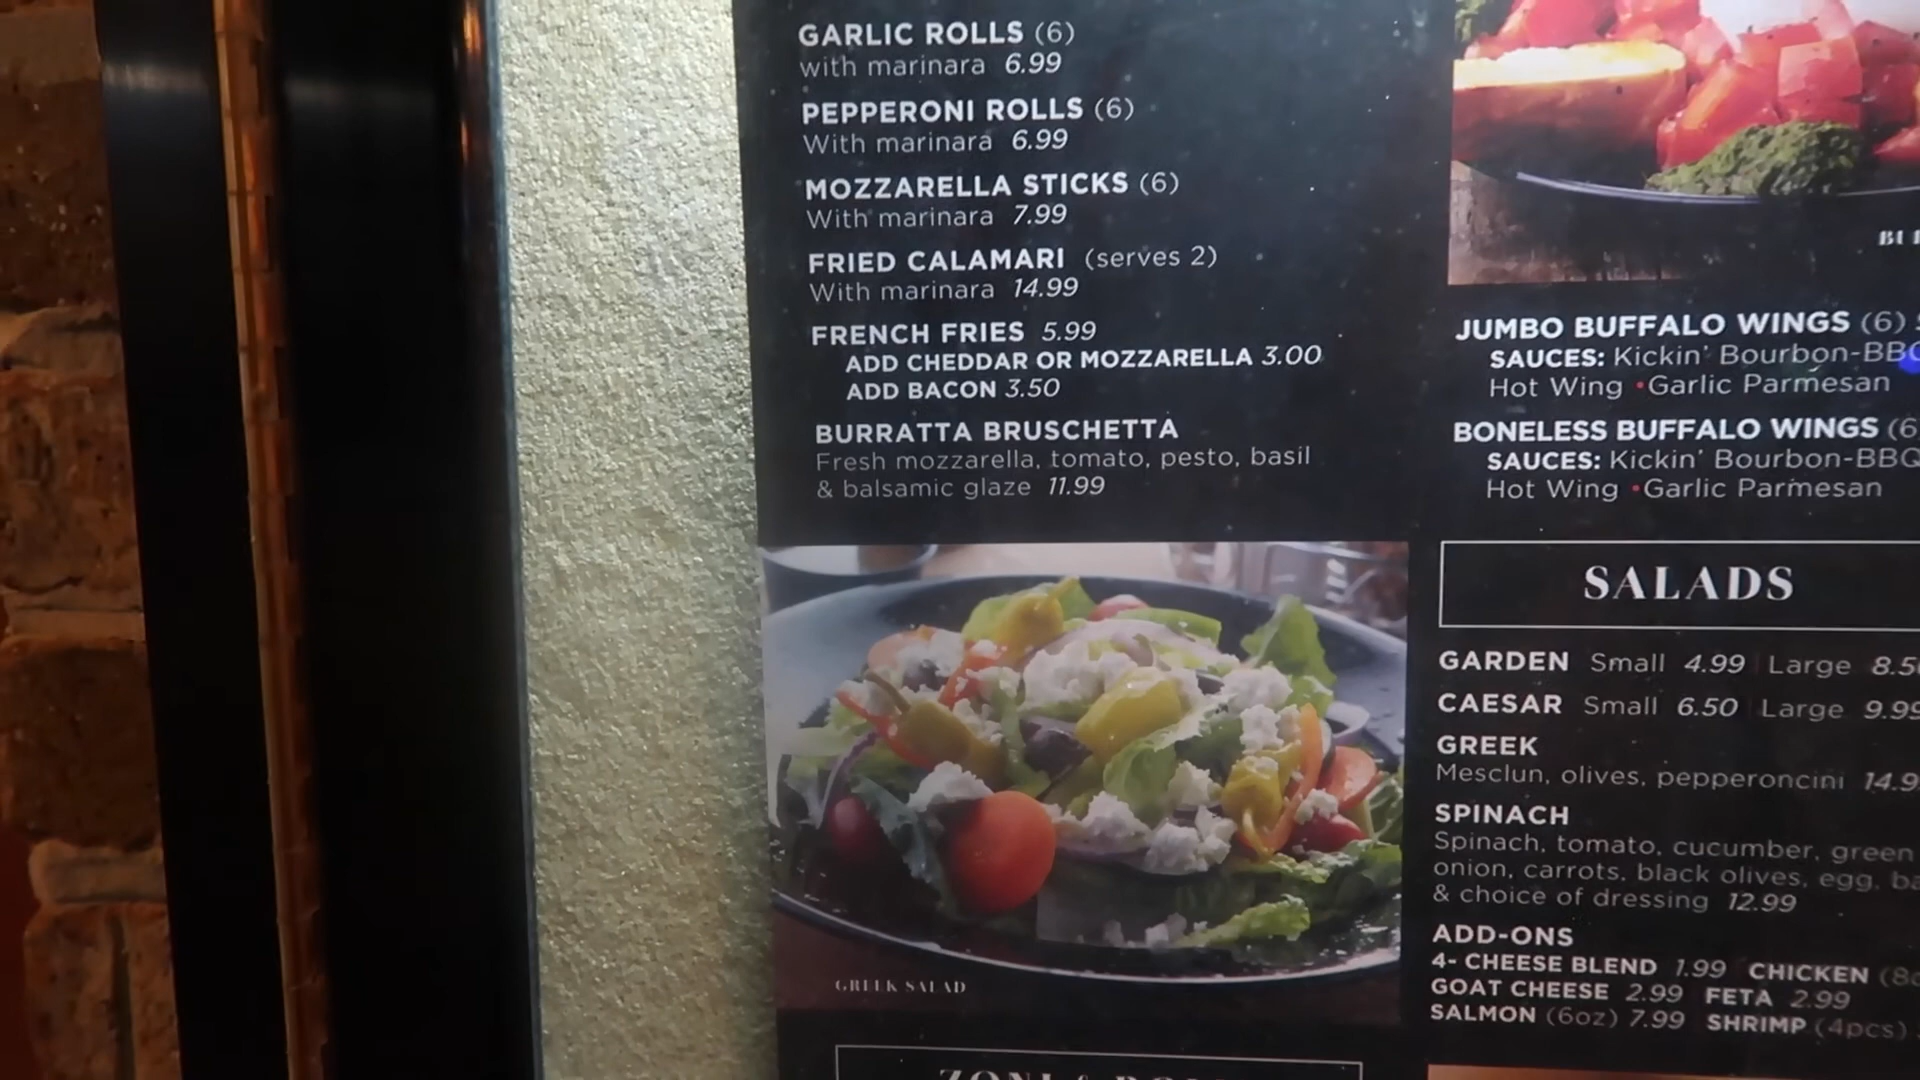 GARLIC ROLLS (6)
with marinara 6.99
PEPPERONI ROLLS (6)
With marinara 6.99
MOZZARELLA STICKS (6)
With marinara 7.99
FRIED CALAMARI (serves 2)
With marinara 14.99
FRENCH FRIES 5.99
ADD CHEDDAR OR MOZZARELLA 3.00
ADD BACON 3.50
BURRATTA BRUSCHETTA
Fresh mozzarella, tomato, pesto, basil
& balsamic glaze 11.99
GREEK SALAD
JUMBO BUFFALO WINGS (6)
SAUCES: Kickin' Bourbon-BBQ
Hot Wing •Garlic Parmesan
BONELESS BUFFALO WINGS (6
SAUCES: Kickin' Bourbon-BBQ
Hot Wing •Garlic Parmesan
SALADS
GARDEN Small 4.99 Large 8.5
CAESAR Small 6.50 Large 9.99
GREEK
Mesclun, olives, pepperoncini 14.9
SPINACH
Spinach, tomato, cucumber, green
onion, carrots, black olives, egg,
& choice of dressing 12.99
ADD-ONS
4- CHEESE BLEND 1.99 CHICKEN
GOAT CHEESE 2.99 FETA 2.99
SALMON (6oz) 7.99 SHRIMP (4pcs)